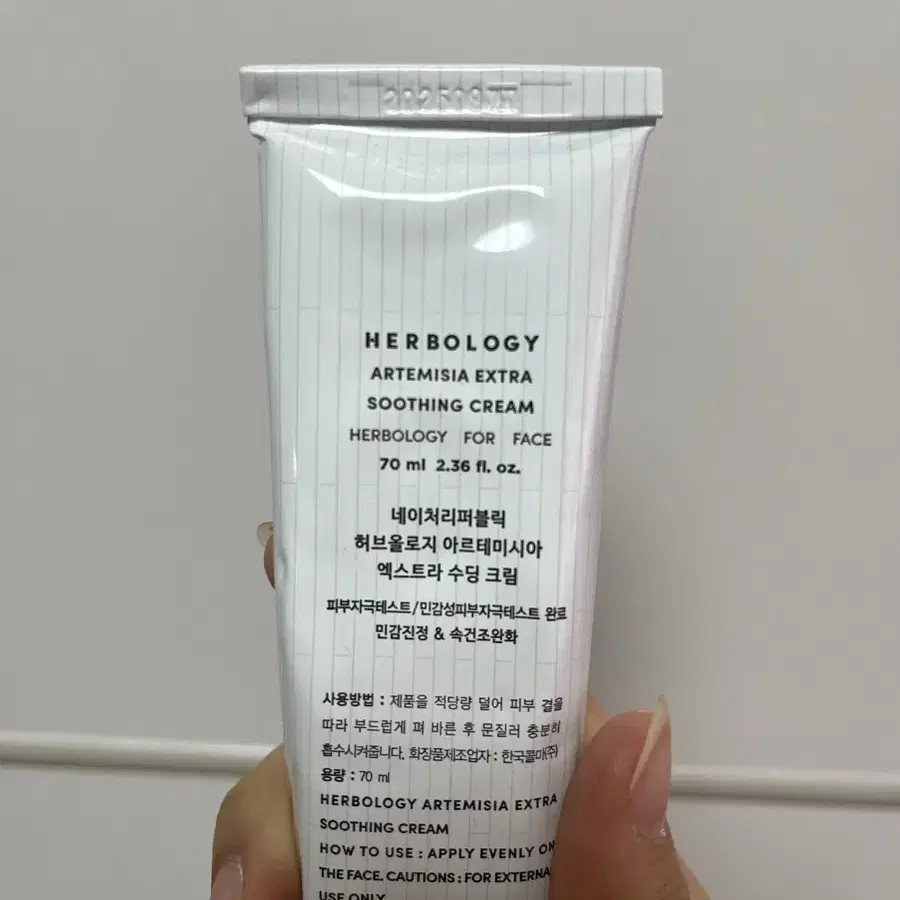 HERBOLOGY
ARTEMISIA EXTRA
SOOTHING CREAM
HERBOLOGY FOR FACE
70 ml 2.36 fl. oz.
네이처리퍼블릭
허브올로지 아르테미시아
엑스트라 수딩 크림
피부자극테스트/민감성피부자극테스트 완료
민감진정 & 속건조완화
사용방법 : 제품을 적당량 덜어 피부 결을
따라 부드럽게 펴 바른 후 문질러 충분히
흡수시켜줍니다. 화장품제조업자 : 한국콜마(주)
용량 : 70 ml
HERBOLOGY ARTEMISIA EXTRA
SOOTHING CREAM
HOW TO USE : APPLY EVENLY ON
THE FACE. CAUTIONS : FOR EXTERNAL
USE ONLY